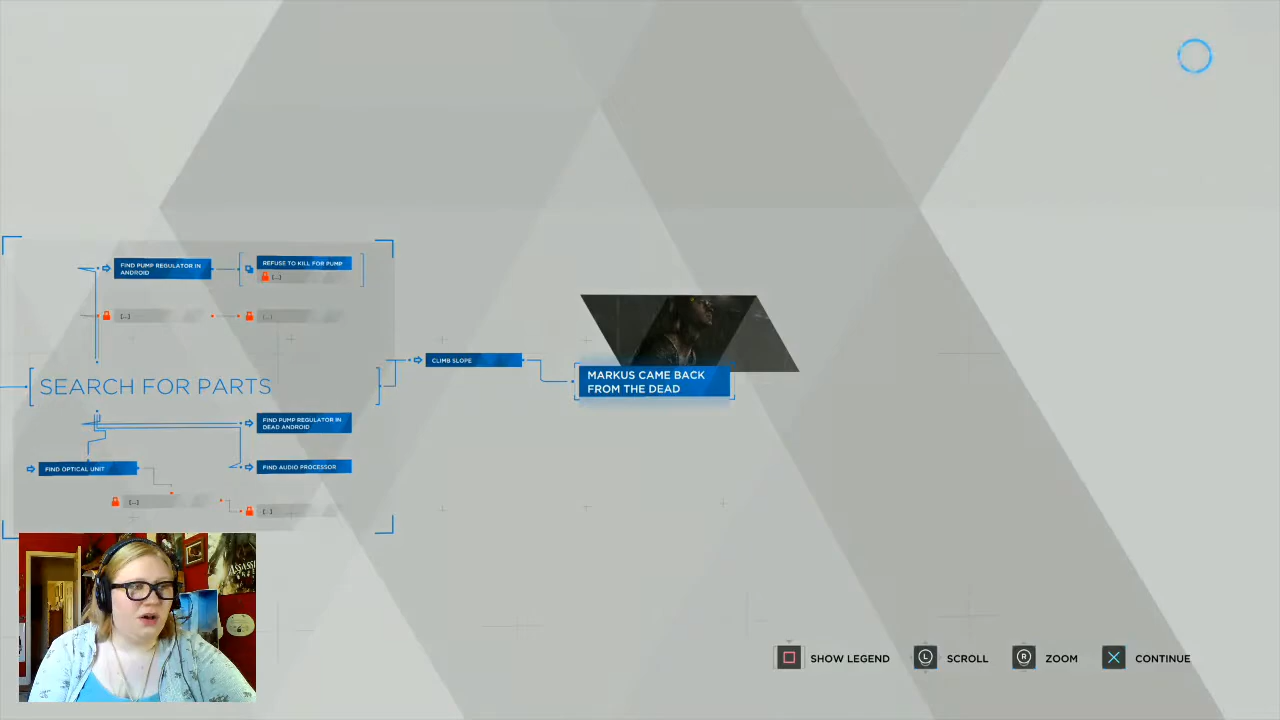 FIND PUMP REGULATOR IN
ANDROID
REFUSE TO KILL FOR PUMP
[...]
[...]
[...]
SEARCH FOR PARTS
CLIMB SLOPE
MARKUS CAME BACK
FROM THE DEAD
FIND PUMP REGULATOR IN
DEAD ANDROID
FIND OPTICAL UNIT
FIND AUDIO PROCESSOR
[...]
[...]
ASSASSIN
SHOW LEGEND
L
SCROLL
R
ZOOM
CONTINUE